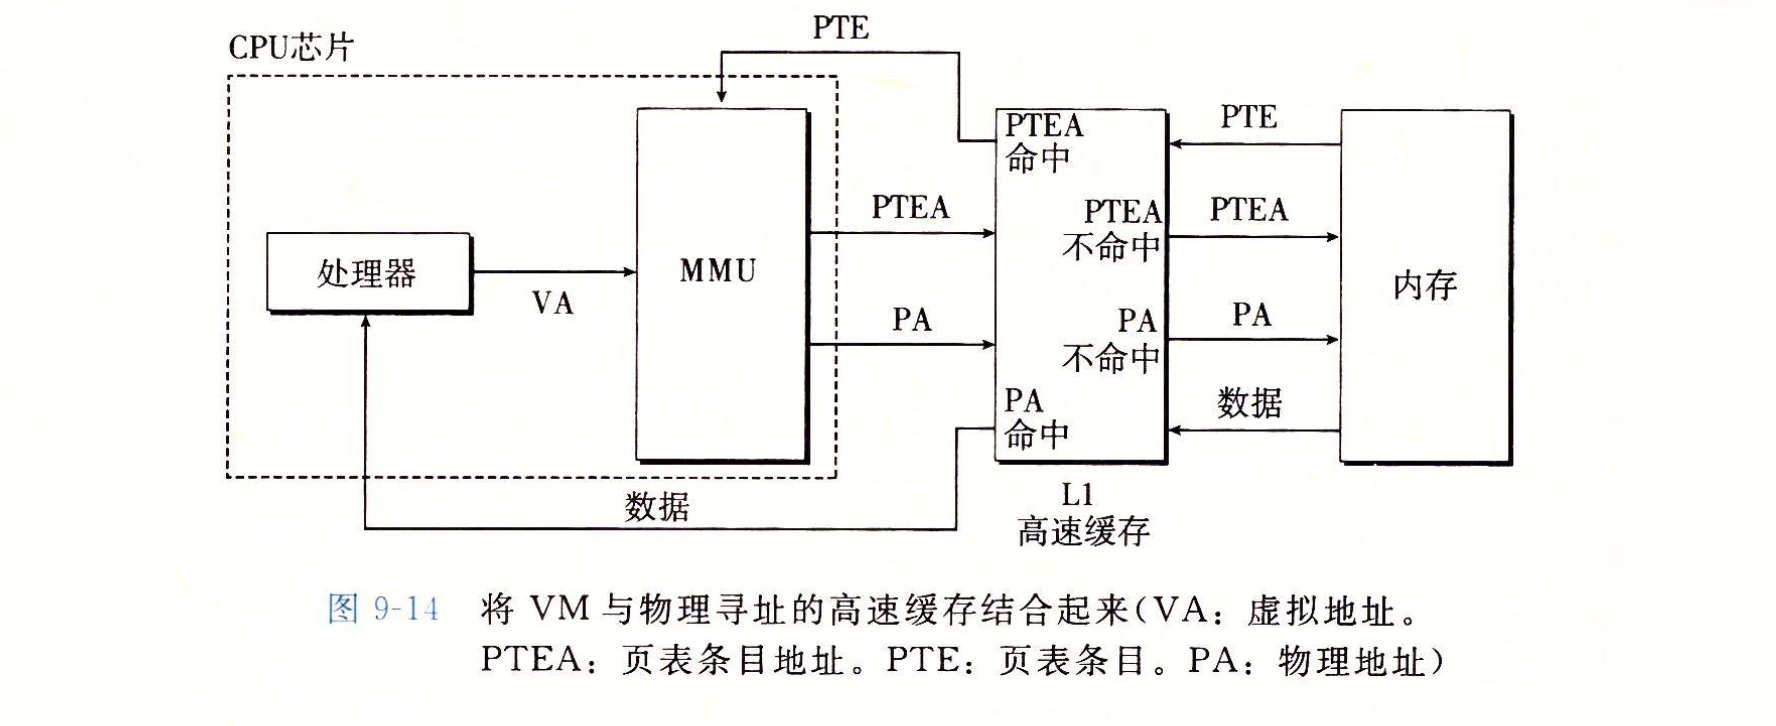 PTE
CPU芯片
PTEA
命中
PTE
PTEA
PTEA
不命中
PTEA
处理器
VA
MMU
内存
PA
PA
不命中
PA
PA
命中
数据
数据
L1
高速缓存
图 9-14 将 VM 与物理寻址的高速缓存结合起来(VA：虚拟地址。
PTEA：页表条目地址。PTE：页表条目。PA：物理地址)